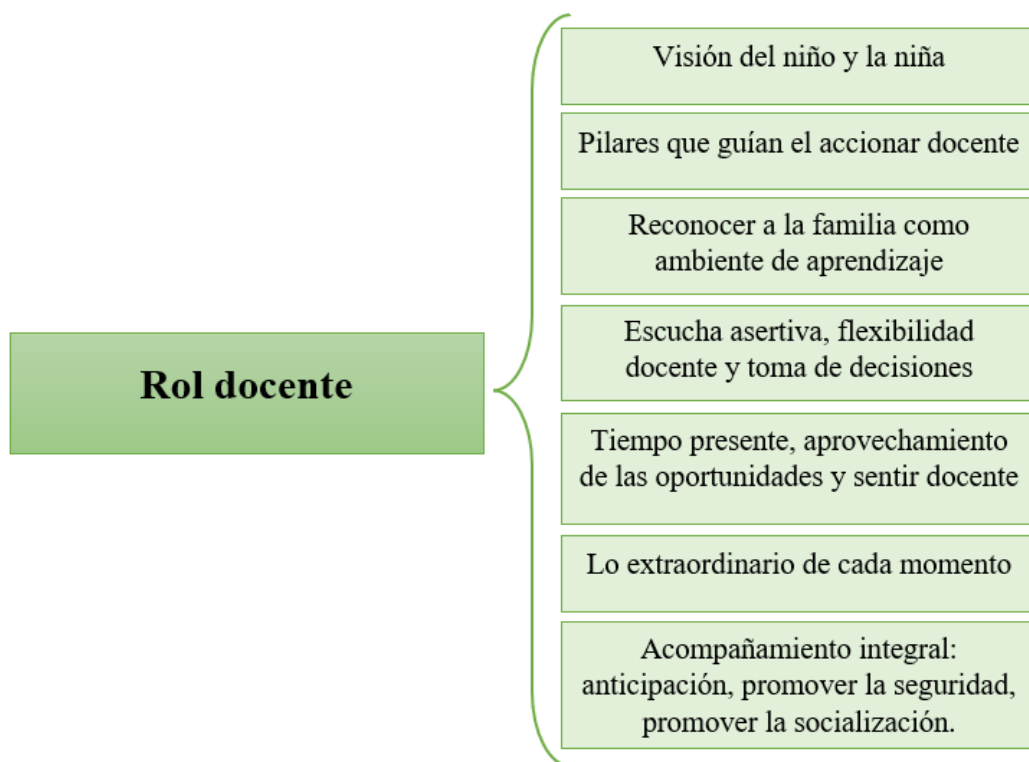 Rol docente
Visión del niño y la niña
Pilares que guían el accionar docente
Reconocer a la familia como
ambiente de aprendizaje
Escucha asertiva, flexibilidad
docente y toma de decisiones
Tiempo presente, aprovechamiento
de las oportunidades y sentir docente
Lo extraordinario de cada momento
Acompañamiento integral:
anticipación, promover la seguridad,
promover la socialización.